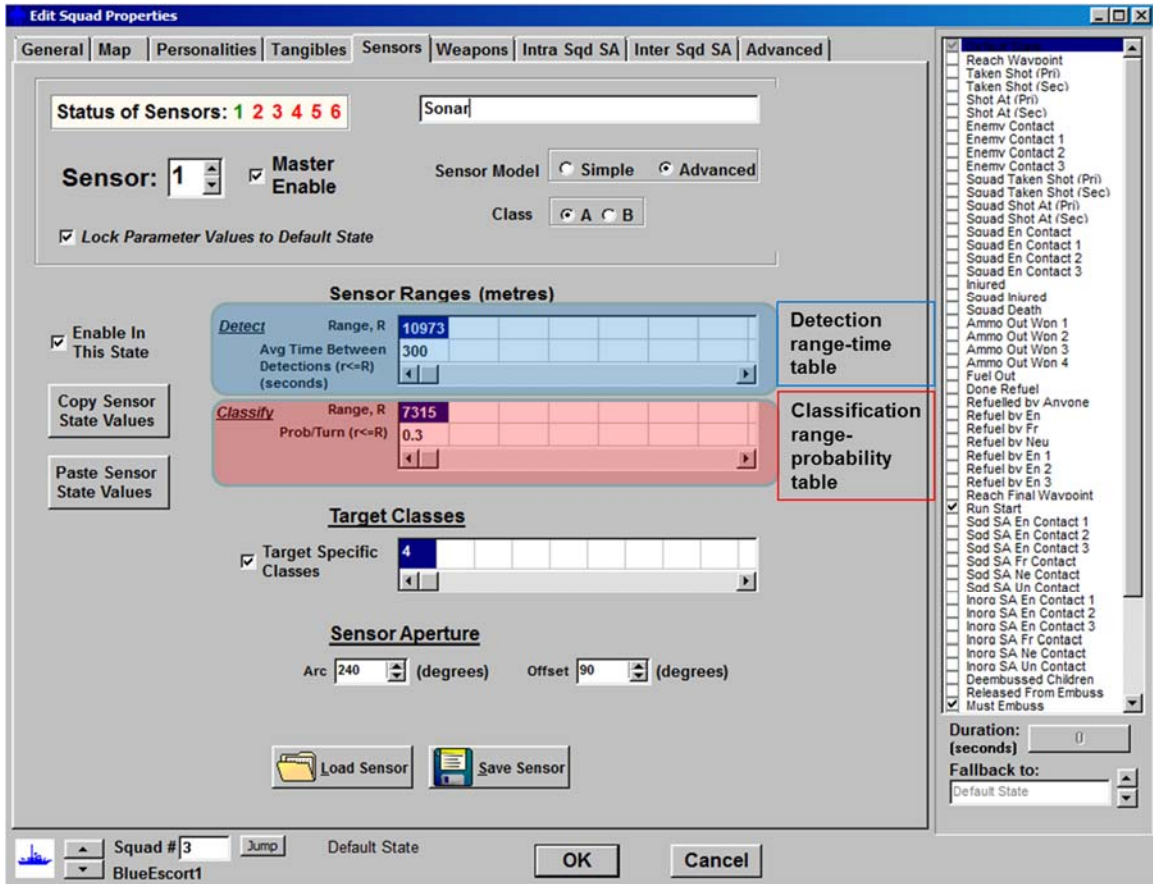 Edit Squad Properties
General Map Personalities Tangibles Sensors Weapons Intra Sqd SA Inter Sqd SA Advanced
Status of Sensors: 1 2 3 4 5 6
Sonar
Sensor: 1
Master
Enable
Sensor Model Simple Advanced
Class A B
Lock Parameter Values to Default State
Sensor Ranges (metres)
Enable In
This State
Detect Range, R 10973
Avg Time Between
Detections (r<=R)
(seconds)
300
Detection
range-time
table
Copy Sensor
State Values
Classify Range, R 7315
Prob/Turn (r<=R) 0.3
Classification
range-
probability
table
Paste Sensor
State Values
Target Classes
Target Specific
Classes
4
Sensor Aperture
Arc 240 (degrees) Offset 90 (degrees)
Load Sensor Save Sensor
Reach Waypoint
Taken Shot (Pri)
Taken Shot (Sec)
Shot At (Pri)
Shot At (Sec)
Enemy Contact
Enemy Contact 1
Enemy Contact 2
Enemy Contact 3
Squad Taken Shot (Pri)
Squad Taken Shot (Sec)
Squad Shot At (Pri)
Squad Shot At (Sec)
Squad En Contact
Squad En Contact 1
Squad En Contact 2
Squad En Contact 3
Injured
Squad Injured
Squad Death
Ammo Out Wpn 1
Ammo Out Wpn 2
Ammo Out Wpn 3
Ammo Out Wpn 4
Fuel Out
Done Refuel
Refuelled by Anyone
Refuel by En
Refuel by Fr
Refuel by Neu
Refuel by En 1
Refuel by En 2
Refuel by En 3
Reach Final Waypoint
Run Start
Sqd SA En Contact 1
Sqd SA En Contact 2
Sqd SA En Contact 3
Sqd SA Fr Contact
Sqd SA Ne Contact
Sqd SA Un Contact
Inorg SA En Contact 1
Inorg SA En Contact 2
Inorg SA En Contact 3
Inorg SA Fr Contact
Inorg SA Ne Contact
Inorg SA Un Contact
Deembussed Children
Released From Embuss
Must Embuss
Duration:
(seconds)
0
Fallback to:
Default State
Squad # 3 Jump Default State
BlueEscort1
OK Cancel